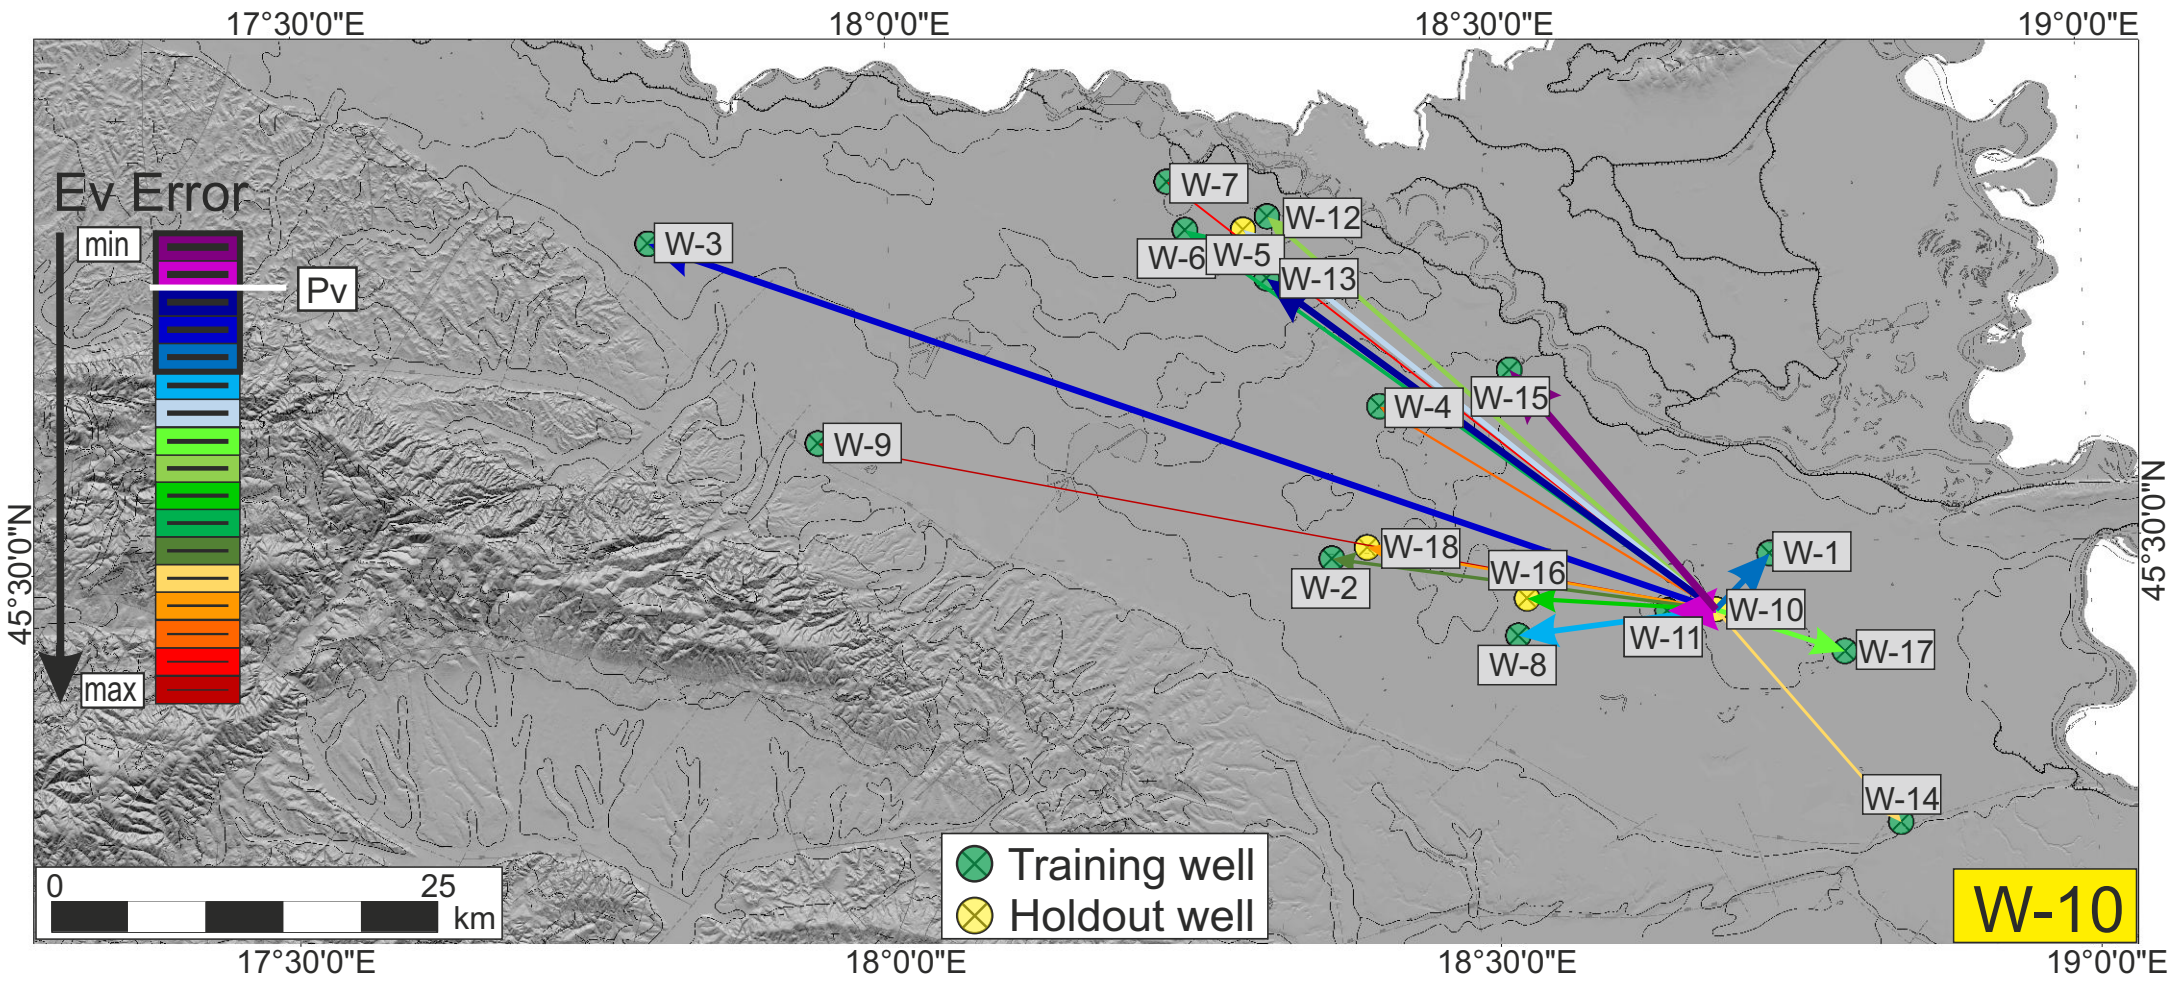 17°30'0"E
18°0'0"E
18°30'0"E
19°0'0"E
Ev Error
min
Pv
max
W-7
W-12
W-3
W-6
W-5
W-13
W-15
W-4
W-9
W-18
W-16
W-1
W-2
W-10
W-11
W-17
W-8
W-14
45°30'0"N
45°30'0"N
0
25
km
Training well
Holdout well
W-10
17°30'0"E
18°0'0"E
18°30'0"E
19°0'0"E